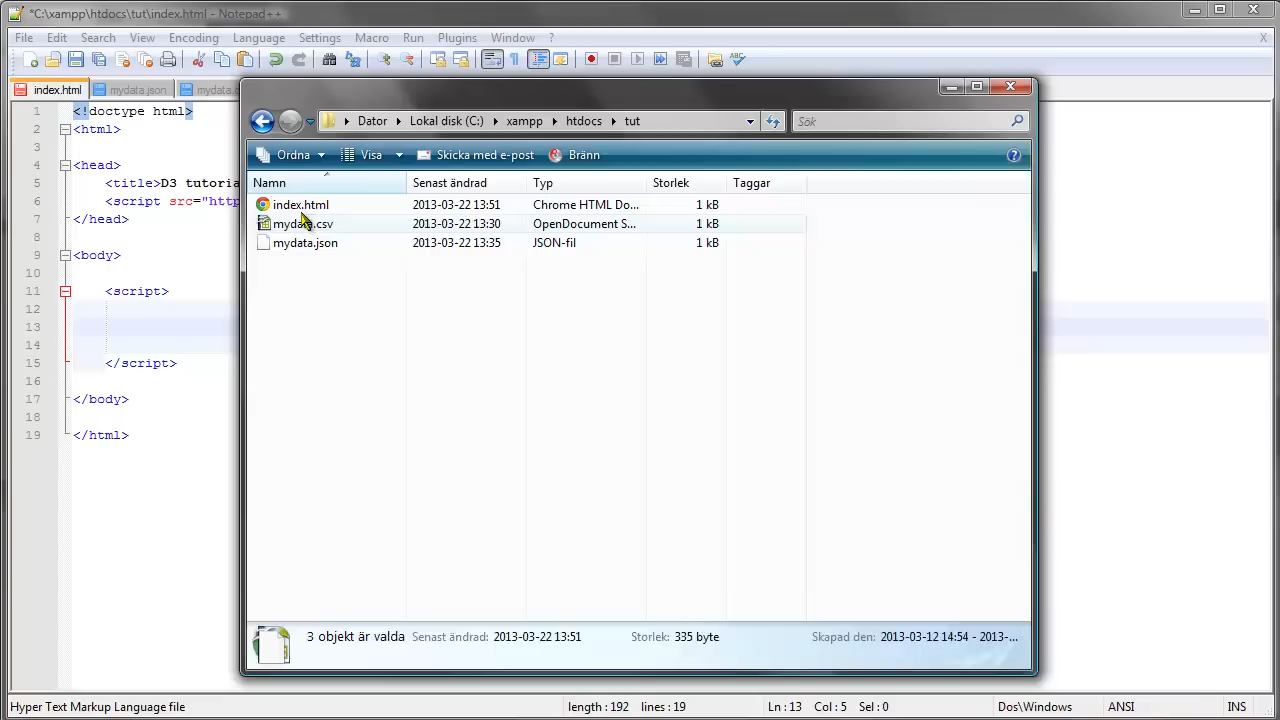 *C:\xampp\htdocs\tut\index.html - Notepad++
File Edit Search View Encoding Language Settings Macro Run Plugins Window ? X
index.html mydata.json
Dator Lokal disk (C:) xampp htdocs tut Sök
Ordna Visa Skicka med e-post Bränn
Namn Senast ändrad Typ Storlek Taggar
index.html 2013-03-22 13:51 Chrome HTML Do... 1 kB
mydata.csv 2013-03-22 13:30 OpenDocument S... 1 kB
mydata.json 2013-03-22 13:35 JSON-fil 1 kB
3 objekt är valda Senast ändrad: 2013-03-22 13:51 Storlek: 335 byte Skapad den: 2013-03-12 14:54 - 2013-...
1 <!doctype html>
2 <html>
3
4 <head>
5 <title>D3 tutoria
6 <script src="http
7 </head>
8
9 <body>
10
11 <script>
12
13
14
15 </script>
16
17 </body>
18
19 </html>
Hyper Text Markup Language file length : 192 lines : 19 Ln : 13 Col : 5 Sel : 0 Dos\Windows ANSI INS